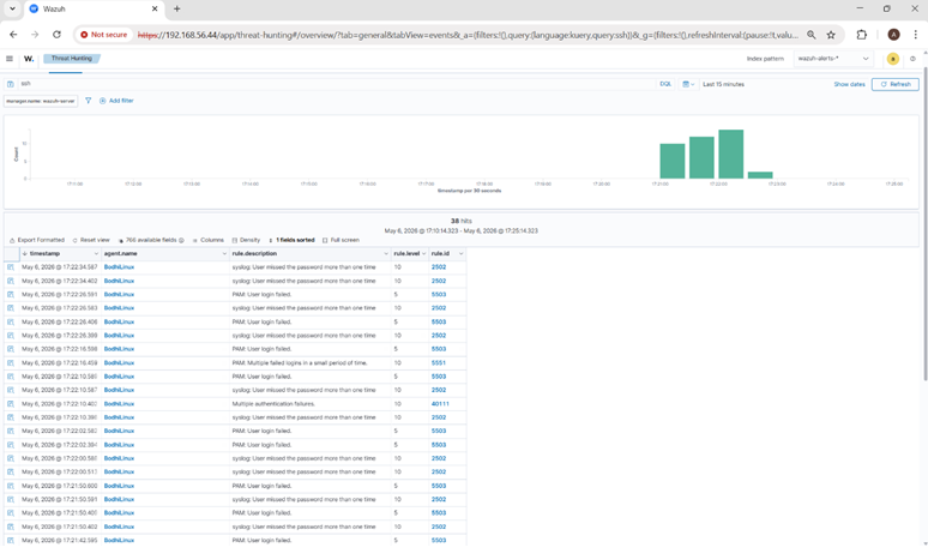 Wazuh
Not secure https://192.168.56.44/app/threat-hunting#/overview/?tab=general&tabView=events&_a=(filters:!(),query:(language:kuery,query:ssh))&_g=(filters:!(),refreshInterval:(pause:!t,valu...
W. Threat Hunting Index pattern wazuh-alerts-* a
ssh DQL Last 15 minutes Show dates Refresh
manager.name: wazuh-server Add filter
Count
10
5
0
17:11:00 17:12:00 17:13:00 17:14:00 17:15:00 17:16:00 17:17:00 17:18:00 17:19:00 17:20:00 17:21:00 17:22:00 17:23:00 17:24:00 17:25:00
timestamp per 30 seconds
38 hits
May 6, 2026 @ 17:10:14.323 - May 6, 2026 @ 17:25:14.323
Export Formatted Reset view 766 available fields Columns Density 1 fields sorted Full screen
timestamp agent.name rule.description rule.level rule.id
May 6, 2026 @ 17:22:34.587 BodhiLinux syslog: User missed the password more than one time 10 2502
May 6, 2026 @ 17:22:34.402 BodhiLinux syslog: User missed the password more than one time 10 2502
May 6, 2026 @ 17:22:26.591 BodhiLinux PAM: User login failed. 5 5503
May 6, 2026 @ 17:22:26.583 BodhiLinux syslog: User missed the password more than one time 10 2502
May 6, 2026 @ 17:22:26.408 BodhiLinux PAM: User login failed. 5 5503
May 6, 2026 @ 17:22:26.399 BodhiLinux syslog: User missed the password more than one time 10 2502
May 6, 2026 @ 17:22:16.598 BodhiLinux PAM: User login failed. 5 5503
May 6, 2026 @ 17:22:16.459 BodhiLinux PAM: Multiple failed logins in a small period of time. 10 5551
May 6, 2026 @ 17:22:10.589 BodhiLinux PAM: User login failed. 5 5503
May 6, 2026 @ 17:22:10.587 BodhiLinux syslog: User missed the password more than one time 10 2502
May 6, 2026 @ 17:22:10.402 BodhiLinux Multiple authentication failures. 10 40111
May 6, 2026 @ 17:22:10.391 BodhiLinux syslog: User missed the password more than one time 10 2502
May 6, 2026 @ 17:22:02.582 BodhiLinux PAM: User login failed. 5 5503
May 6, 2026 @ 17:22:02.394 BodhiLinux PAM: User login failed. 5 5503
May 6, 2026 @ 17:22:00.581 BodhiLinux syslog: User missed the password more than one time 10 2502
May 6, 2026 @ 17:22:00.517 BodhiLinux syslog: User missed the password more than one time 10 2502
May 6, 2026 @ 17:21:50.600 BodhiLinux PAM: User login failed. 5 5503
May 6, 2026 @ 17:21:50.591 BodhiLinux syslog: User missed the password more than one time 10 2502
May 6, 2026 @ 17:21:50.405 BodhiLinux PAM: User login failed. 5 5503
May 6, 2026 @ 17:21:50.403 BodhiLinux syslog: User missed the password more than one time 10 2502
May 6, 2026 @ 17:21:42.595 BodhiLinux PAM: User login failed. 5 5503